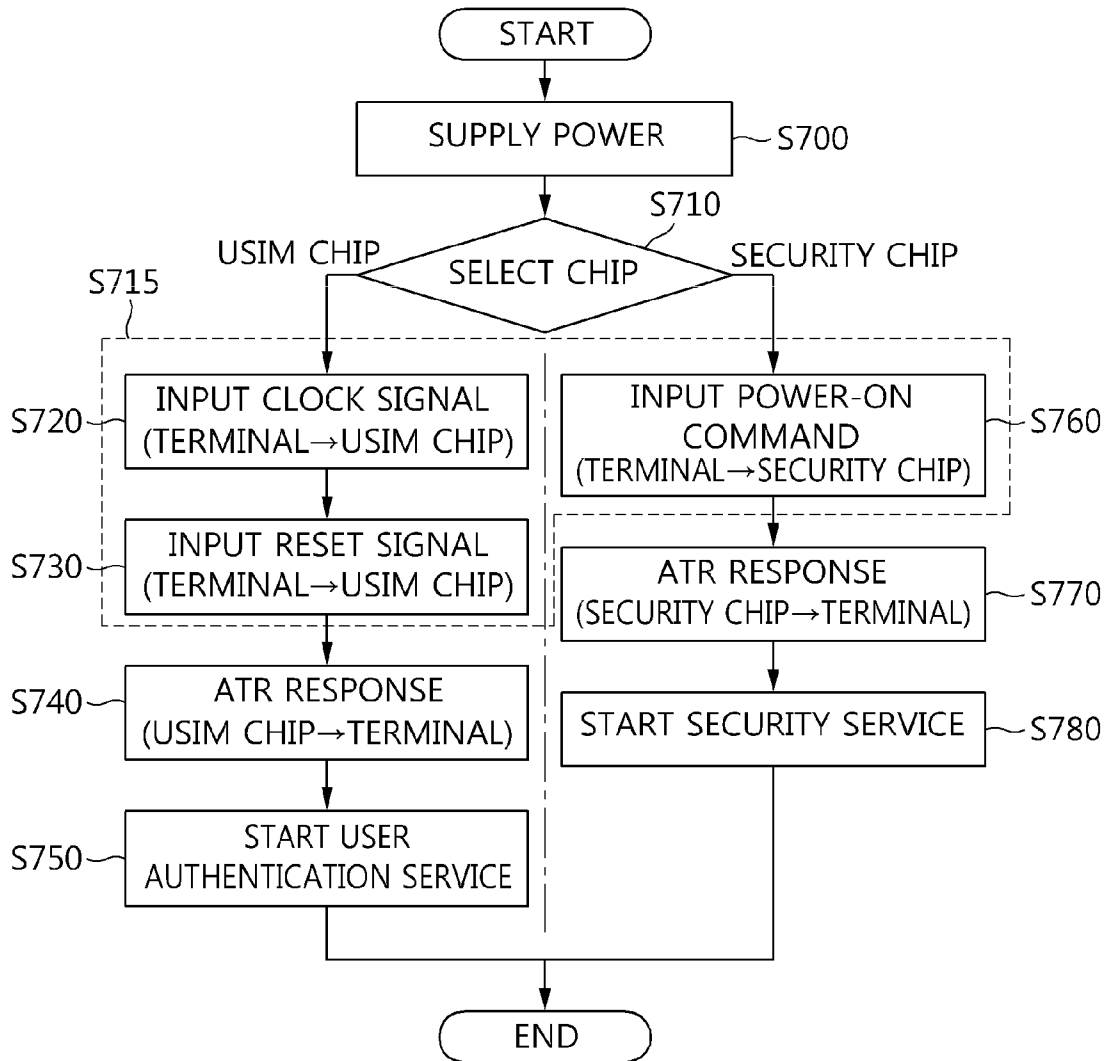 START
SUPPLY POWER
S700
S710
USIM CHIP
SELECT CHIP
SECURITY CHIP
S715
S720
INPUT CLOCK SIGNAL
(TERMINAL→USIM CHIP)
INPUT POWER-ON
COMMAND
(TERMINAL→SECURITY CHIP)
S760
S730
INPUT RESET SIGNAL
(TERMINAL→USIM CHIP)
ATR RESPONSE
(SECURITY CHIP→TERMINAL)
S770
S740
ATR RESPONSE
(USIM CHIP→TERMINAL)
START SECURITY SERVICE
S780
S750
START USER
AUTHENTICATION SERVICE
END